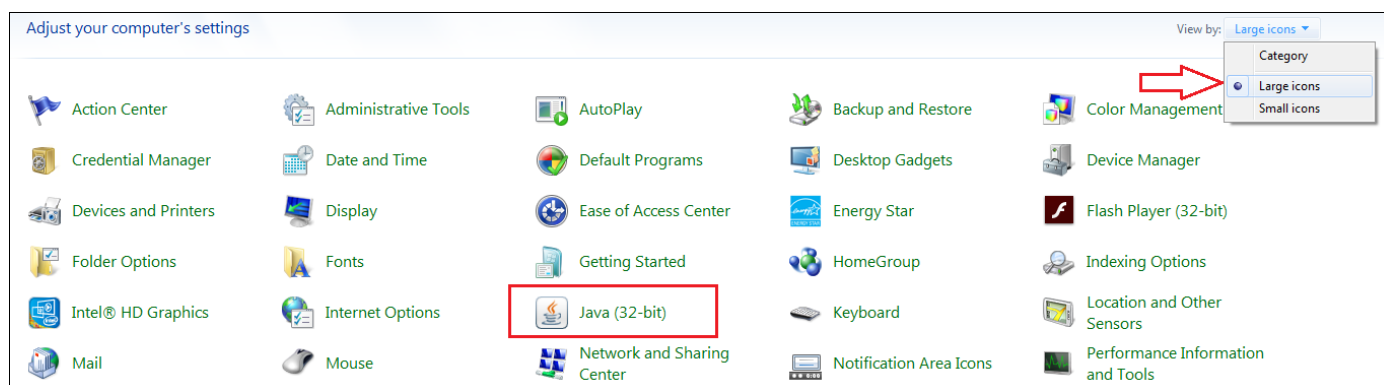 Adjust your computer's settings
View by: Large icons
Category
Large icons
Small icons
Action Center
Administrative Tools
AutoPlay
Backup and Restore
Color Management
Credential Manager
Date and Time
Default Programs
Desktop Gadgets
Device Manager
Devices and Printers
Display
Ease of Access Center
Energy Star
Flash Player (32-bit)
Folder Options
Fonts
Getting Started
HomeGroup
Indexing Options
Intel® HD Graphics
Internet Options
Java (32-bit)
Keyboard
Location and Other
Sensors
Mail
Mouse
Network and Sharing
Center
Notification Area Icons
Performance Information
and Tools